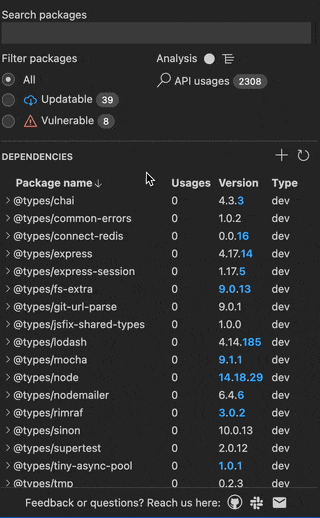 Search packages
Filter packages Analysis
All API usages 2308
Updatable 39
Vulnerable 8
DEPENDENCIES
Package name Usages Version Type
@types/chai 0 4.3.3 dev
@types/common-errors 0 1.0.2 dev
@types/connect-redis 0 0.0.16 dev
@types/express 0 4.17.14 dev
@types/express-session 0 1.17.5 dev
@types/fs-extra 0 9.0.13 dev
@types/git-url-parse 0 9.0.1 dev
@types/jsfix-shared-types 0 1.0.0 dev
@types/lodash 0 4.14.185 dev
@types/mocha 0 9.1.1 dev
@types/node 0 14.18.29 dev
@types/nodemailer 0 6.4.6 dev
@types/rimraf 0 3.0.2 dev
@types/sinon 0 10.0.13 dev
@types/supertest 0 2.0.12 dev
@types/tiny-async-pool 0 1.0.1 dev
@types/tmp 0 0.2.3 dev
Feedback or questions? Reach us here: